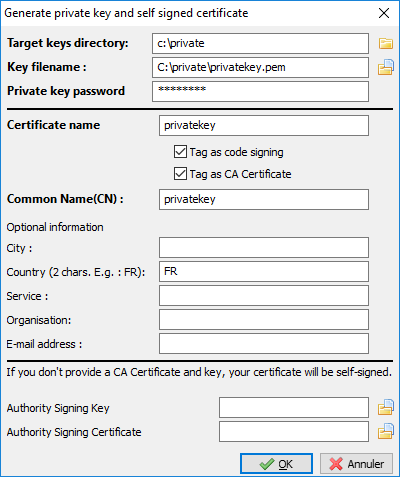 Generate private key and self signed certificate
Target keys directory: c:\private
Key filename : C:\private\privatekey.pem
Private key password ********
Certificate name privatekey
Tag as code signing
Tag as CA Certificate
Common Name(CN) : privatekey
Optional information
City :
Country (2 chars. E.g. : FR): FR
Service :
Organisation:
E-mail address :
If you don't provide a CA Certificate and key, your certificate will be self-signed.
Authority Signing Key
Authority Signing Certificate
OK Annuler